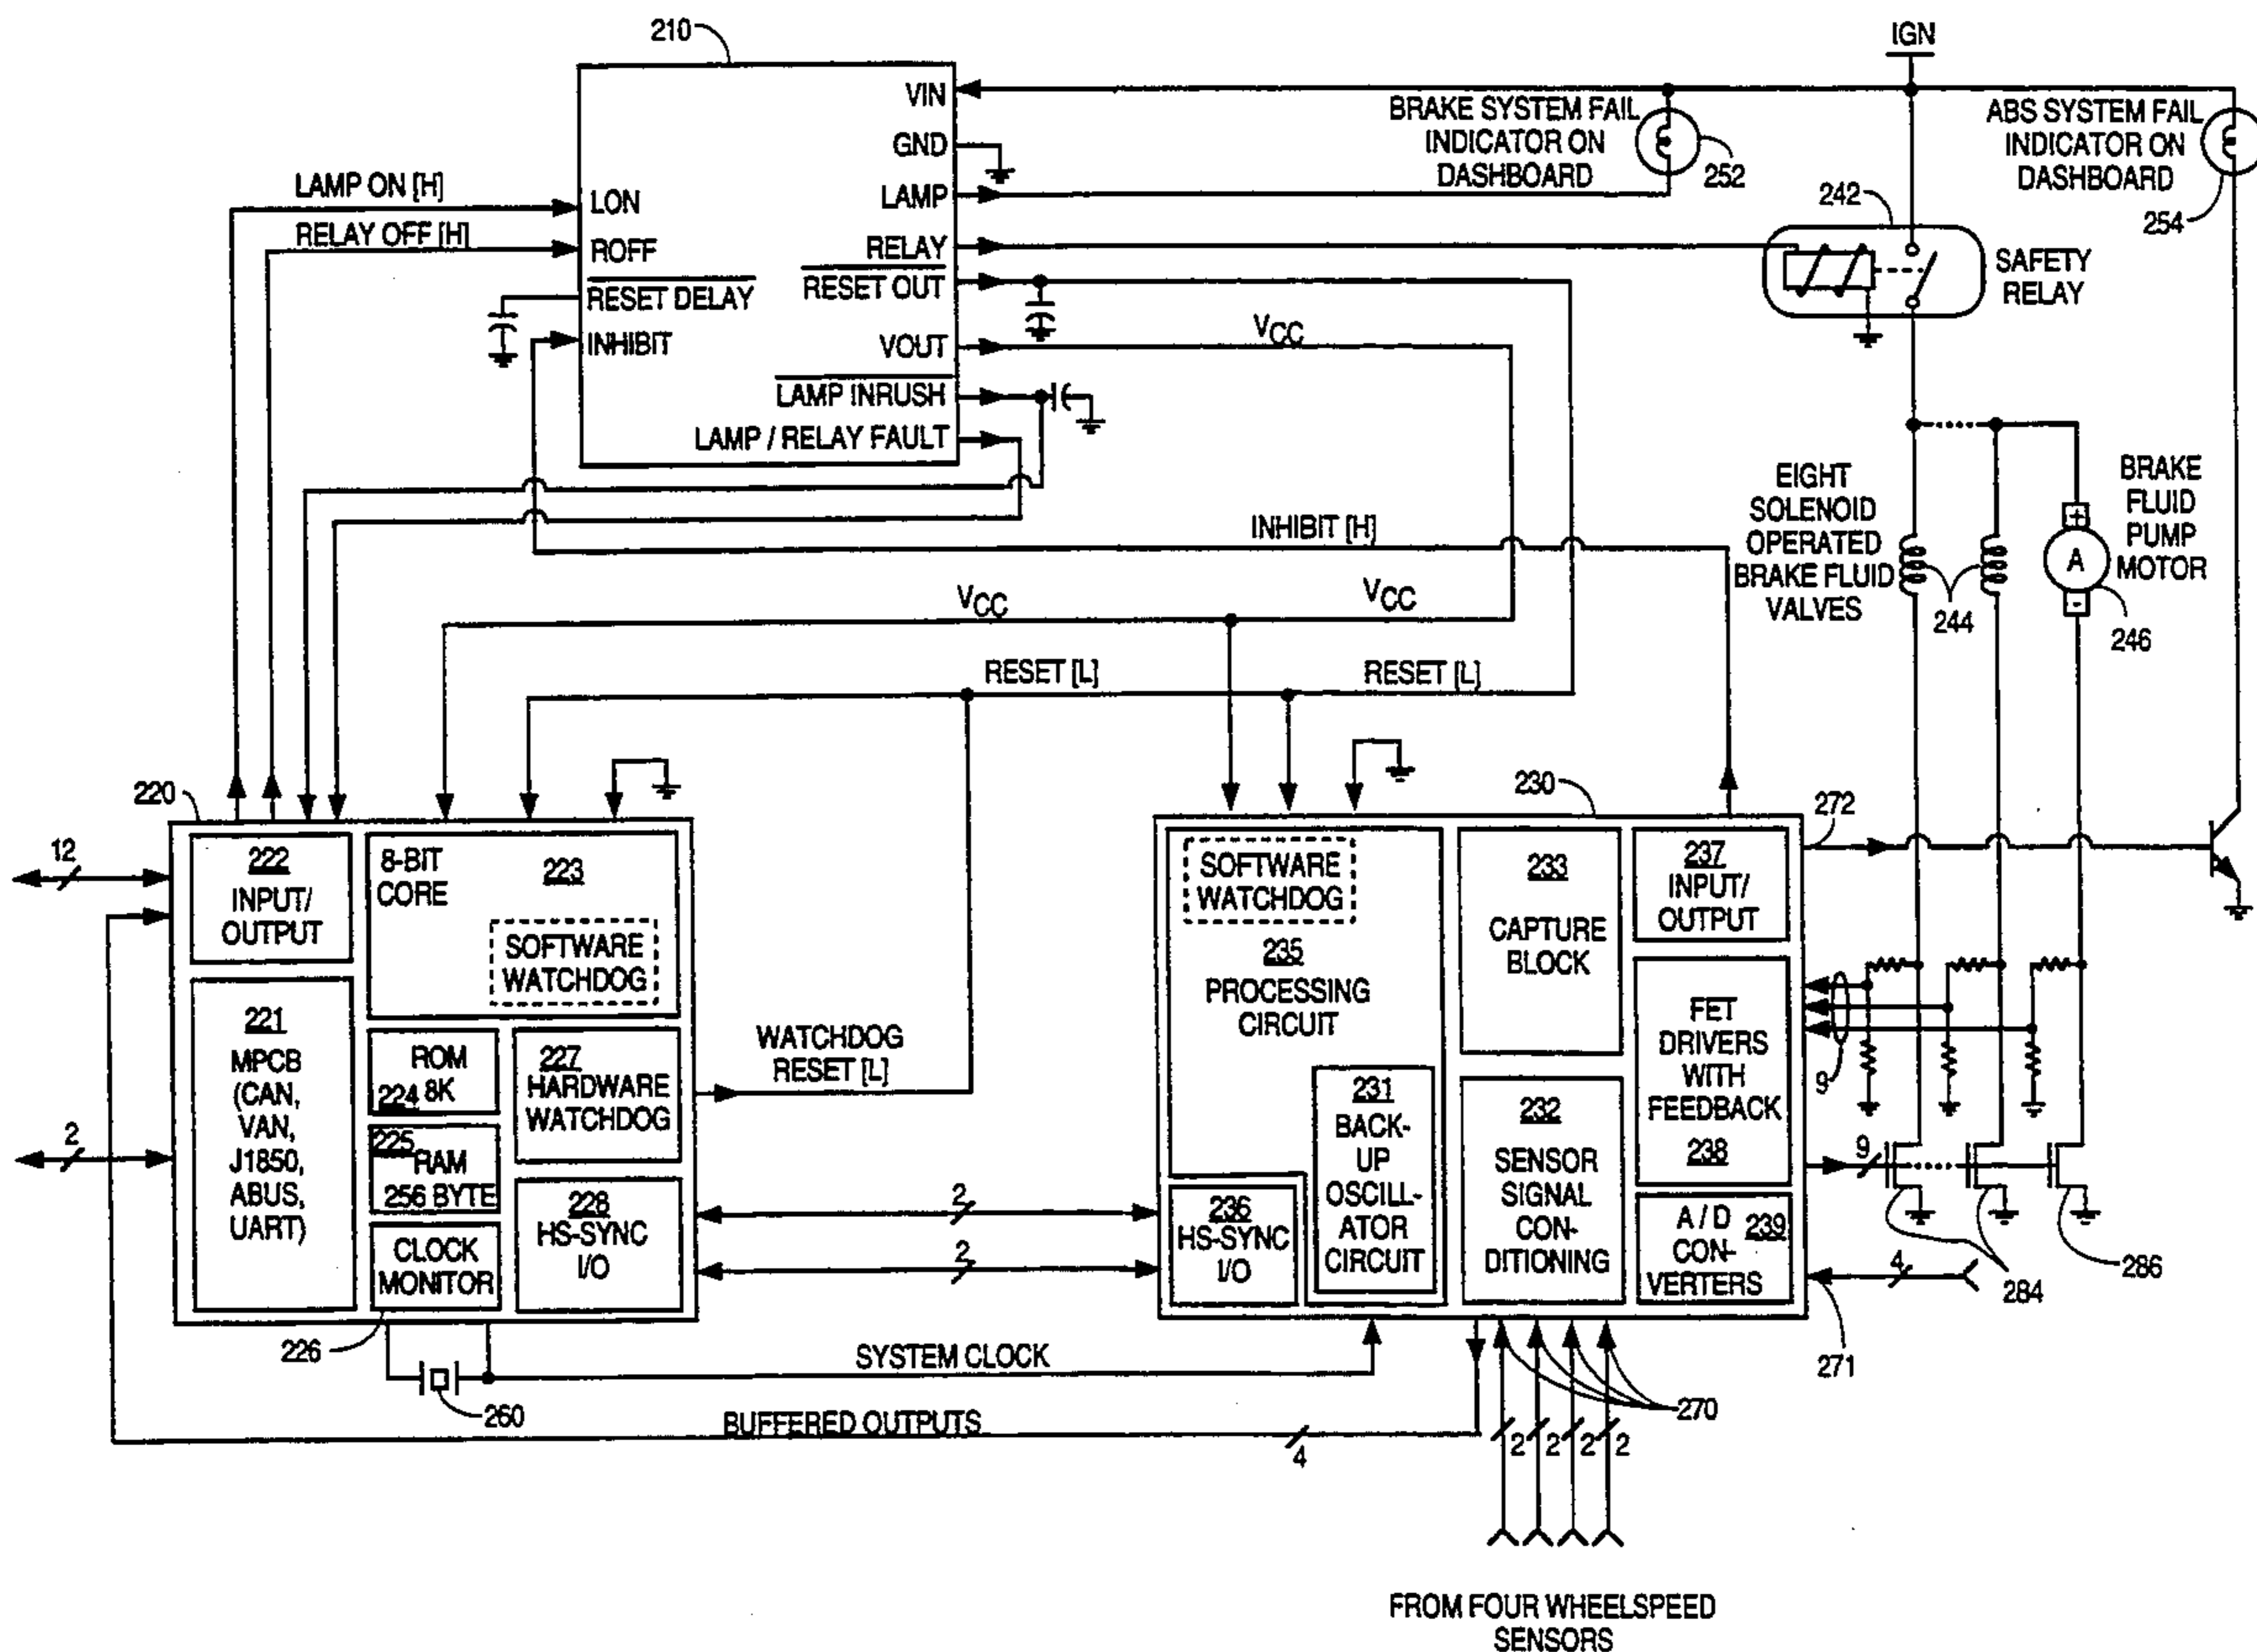 210
IGN
VIN
BRAKE SYSTEM FAIL
INDICATOR ON
DASHBOARD
252
ABS SYSTEM FAIL
INDICATOR ON
DASHBOARD
254
GND
LAMP ON [H]
LON
LAMP
242
RELAY OFF [H]
ROFF
RELAY
SAFETY
RELAY
RESET DELAY
RESET OUT
INHIBIT
VOUT
VCC
LAMP INRUSH
LAMP / RELAY FAULT
EIGHT
SOLENOID
OPERATED
BRAKE FLUID
VALVES
244
BRAKE
FLUID
PUMP
MOTOR
+
A
-
246
INHIBIT [H]
VCC
VCC
RESET [L]
RESET [L]
220
230
272
12
222
INPUT/
OUTPUT
8-BIT
CORE
223
SOFTWARE
WATCHDOG
221
MPCB
(CAN,
VAN,
J1850,
ABUS,
UART)
ROM
224 8K
227
HARDWARE
WATCHDOG
225
RAM
256 BYTE
228
HS-SYNC
I/O
CLOCK
MONITOR
226
2
WATCHDOG
RESET [L]
2
2
SOFTWARE
WATCHDOG
235
PROCESSING
CIRCUIT
233
CAPTURE
BLOCK
237
INPUT/
OUTPUT
231
BACK-
UP
OSCILL-
ATOR
CIRCUIT
232
SENSOR
SIGNAL
CON-
DITIONING
FET
DRIVERS
WITH
FEEDBACK
238
236
HS-SYNC
I/O
A / D
239
CON-
VERTERS
9
9
4
284
286
271
260
SYSTEM CLOCK
BUFFERED OUTPUTS
4
270
2
2
2
2
FROM FOUR WHEELSPEED
SENSORS